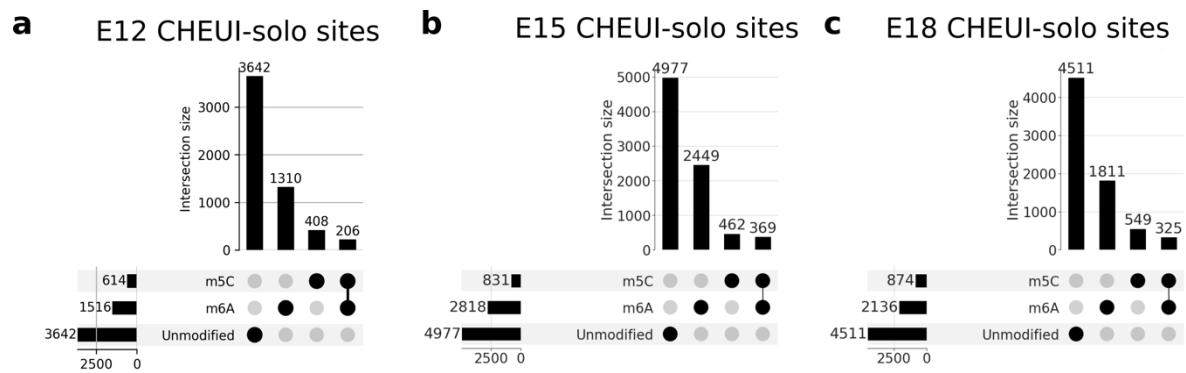 a
E12 CHEUI-solo sites
3642
3000
1310
2000
Intersection size
1000
408
206
0
614
m5C
1516
m6A
3642
Unmodified
2500
0
b
E15 CHEUI-solo sites
4977
5000
4000
Intersection size
3000
2449
2000
1000
462
369
0
831
m5C
2818
m6A
4977
Unmodified
2500
0
c
E18 CHEUI-solo sites
4511
4000
3000
Intersection size
1811
2000
1000
549
325
0
874
m5C
2136
m6A
4511
Unmodified
2500
0